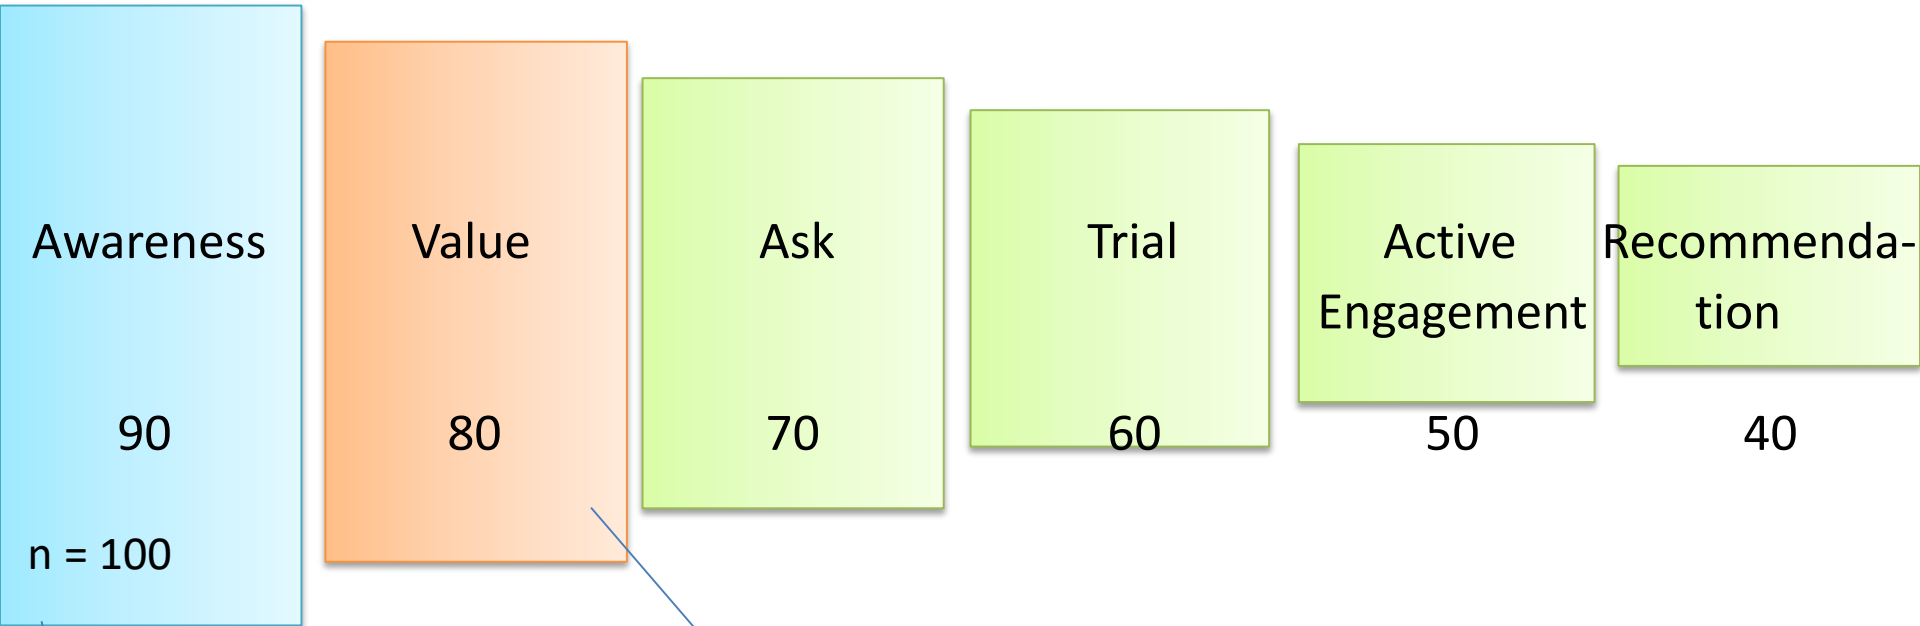 Awareness
Value
Ask
Trial
Active
Engagement
Recommenda-
tion
90
80
70
60
50
40
n = 100